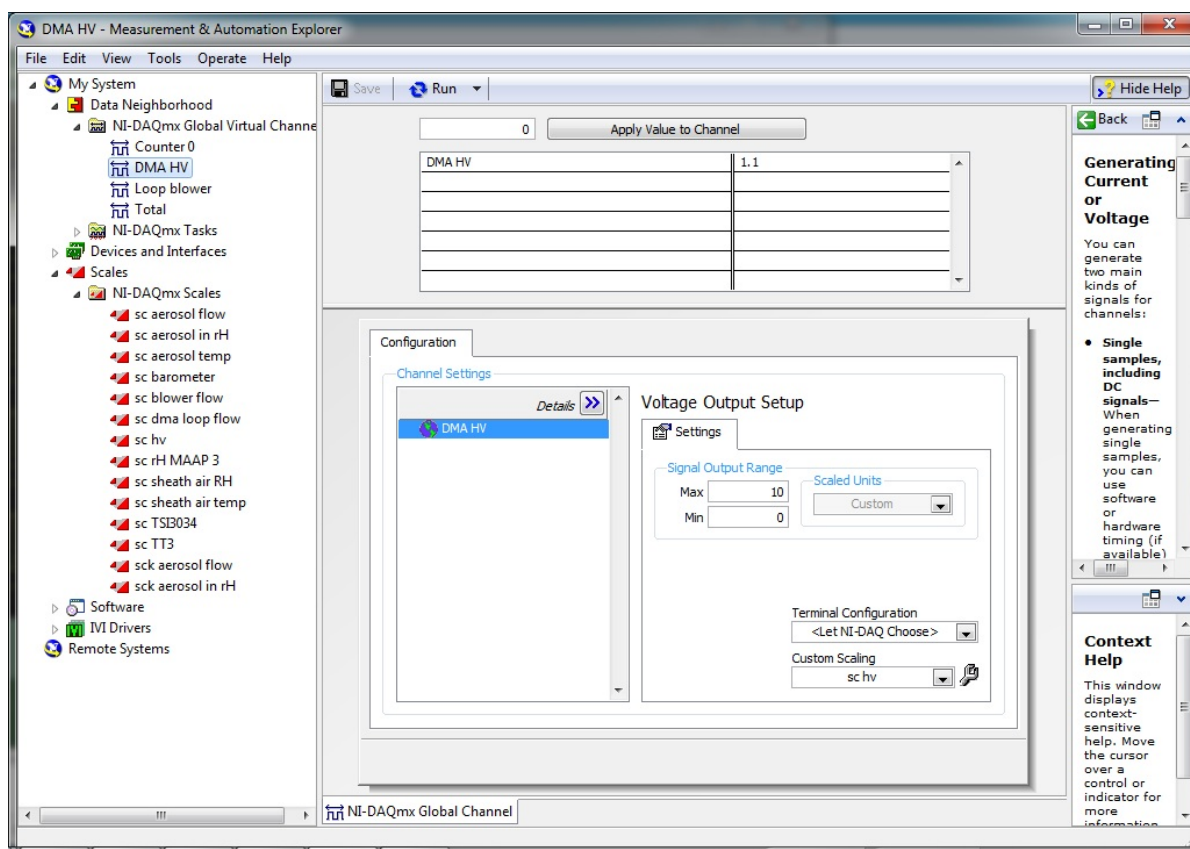 DMA HV - Measurement & Automation Explorer
File Edit View Tools Operate Help
My System
Data Neighborhood
NI-DAQmx Global Virtual Channe
Counter 0
DMA HV
Loop blower
Total
NI-DAQmx Tasks
Devices and Interfaces
Scales
NI-DAQmx Scales
sc aerosol flow
sc aerosol in rH
sc aerosol temp
sc barometer
sc blower flow
sc dma loop flow
sc hv
sc rH MAAP 3
sc sheath air RH
sc sheath air temp
sc TSI3034
sc TT3
sck aerosol flow
sck aerosol in rH
Software
IVI Drivers
Remote Systems
Save Run
Hide Help
0 Apply Value to Channel
DMA HV 1.1
Configuration
Channel Settings
Details
DMA HV
Voltage Output Setup
Settings
Signal Output Range
Max 10
Min 0
Scaled Units
Custom
Terminal Configuration
<Let NI-DAQ Choose>
Custom Scaling
sc hv
NI-DAQmx Global Channel
Back
Generating
Current
or
Voltage
You can
generate
two main
kinds of
signals for
channels:
• Single
samples,
including
DC
signals—
When
generating
single
samples,
you can
use
software
or
hardware
timing (if
available)
Context
Help
This window
displays
context-
sensitive
help. Move
the cursor
over a
control or
indicator for
more
information